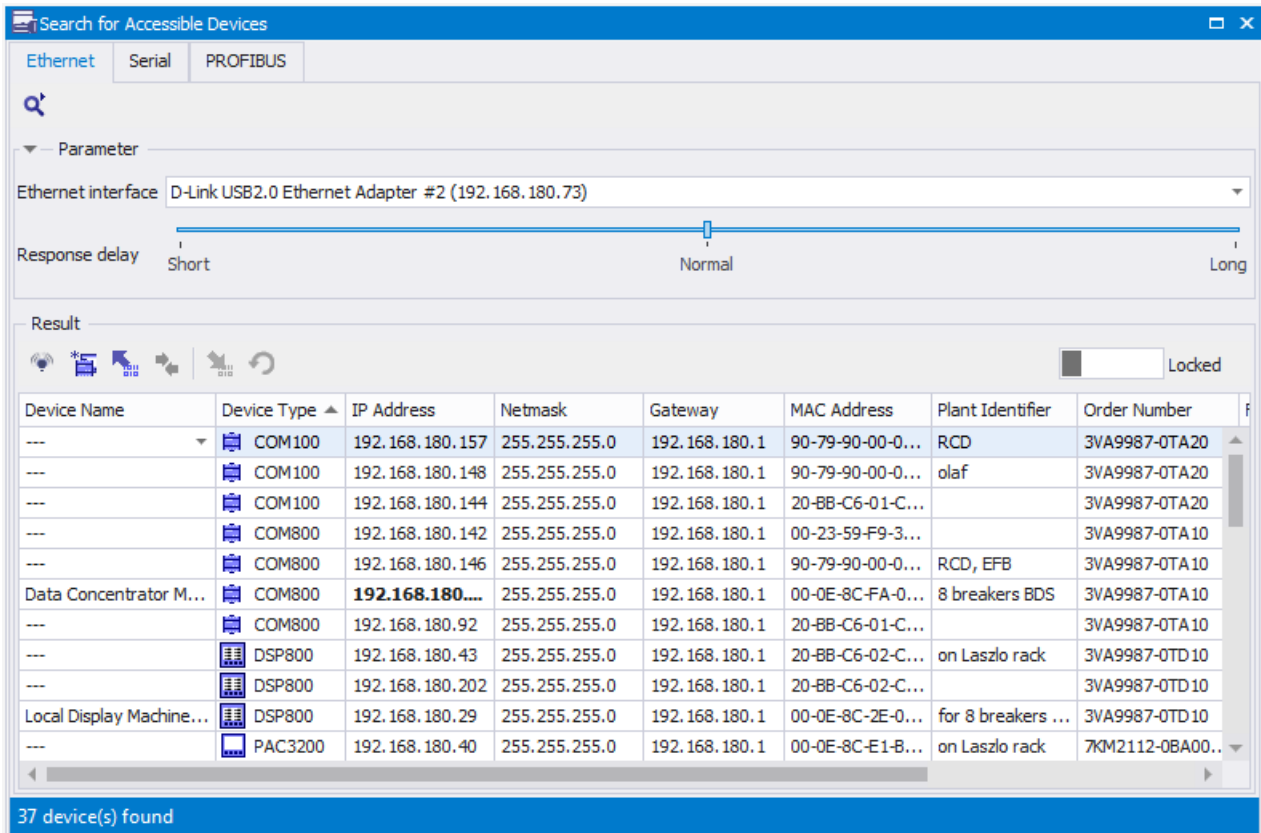 Search for Accessible Devices
Ethernet Serial PROFIBUS
Parameter
Ethernet interface D-Link USB2.0 Ethernet Adapter #2 (192.168.180.73)
Response delay Short Normal Long
Result
Locked
Device Name Device Type IP Address Netmask Gateway MAC Address Plant Identifier Order Number
--- COM100 192.168.180.157 255.255.255.0 192.168.180.1 90-79-90-00-0... RCD 3VA9987-0TA20
--- COM100 192.168.180.148 255.255.255.0 192.168.180.1 90-79-90-00-0... olaf 3VA9987-0TA20
--- COM100 192.168.180.144 255.255.255.0 192.168.180.1 20-BB-C6-01-C... 3VA9987-0TA20
--- COM800 192.168.180.142 255.255.255.0 192.168.180.1 00-23-59-F9-3... 3VA9987-0TA10
--- COM800 192.168.180.146 255.255.255.0 192.168.180.1 90-79-90-00-0... RCD, EFB 3VA9987-0TA10
Data Concentrator M... COM800 192.168.180.... 255.255.255.0 192.168.180.1 00-0E-8C-FA-0... 8 breakers BDS 3VA9987-0TA10
--- COM800 192.168.180.92 255.255.255.0 192.168.180.1 20-BB-C6-01-C... 3VA9987-0TA10
--- DSP800 192.168.180.43 255.255.255.0 192.168.180.1 20-BB-C6-02-C... on Laszlo rack 3VA9987-0TD10
--- DSP800 192.168.180.202 255.255.255.0 192.168.180.1 20-BB-C6-02-C... 3VA9987-0TD10
Local Display Machine... DSP800 192.168.180.29 255.255.255.0 192.168.180.1 00-0E-8C-2E-0... for 8 breakers ... 3VA9987-0TD10
--- PAC3200 192.168.180.40 255.255.255.0 192.168.180.1 00-0E-8C-E1-B... on Laszlo rack 7KM2112-0BA00...
37 device(s) found